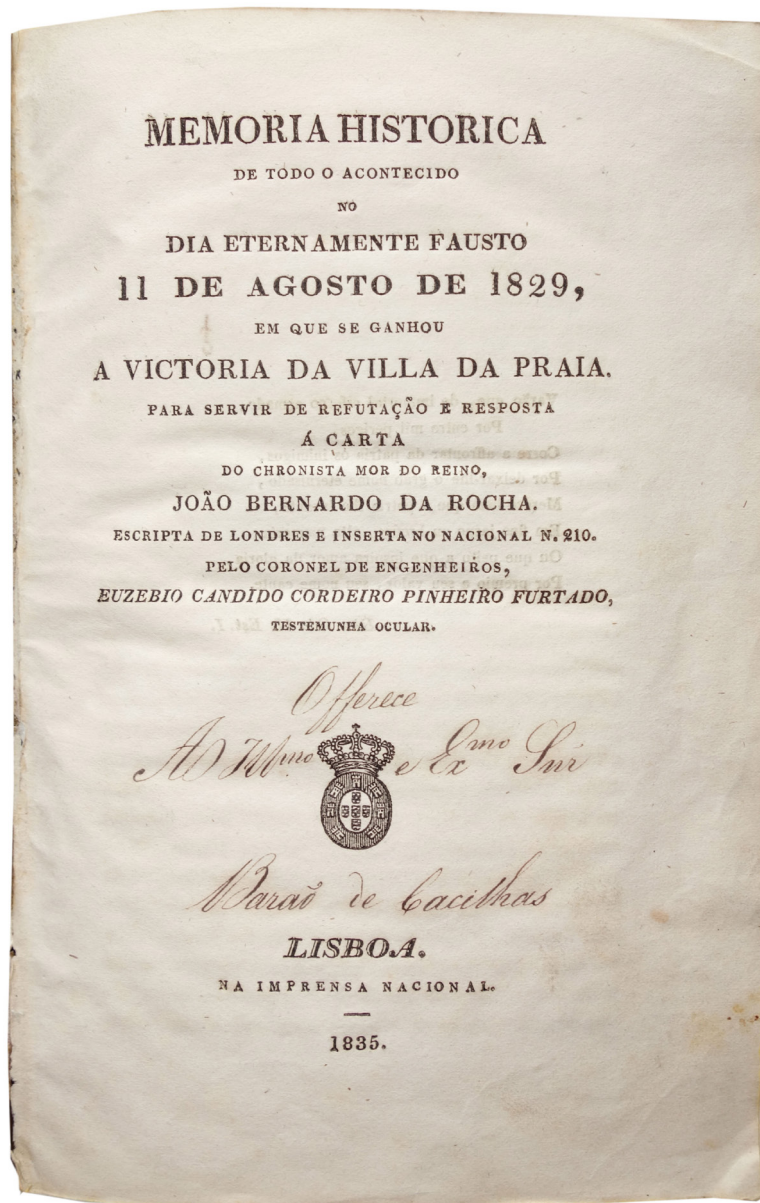 MEMORIA HISTORICA
DE TODO O ACONTECIDO
NO
DIA ETERNAMENTE FAUSTO
11 DE AGOSTO DE 1829,
EM QUE SE GANHOU
A VICTORIA DA VILLA DA PRAIA.
PARA SERVIR DE REFUTAÇÃO E RESPOSTA
Á CARTA
DO CHRONISTA MOR DO REINO,
JOÃO BERNARDO DA ROCHA.
ESCRIPTA DE LONDRES E INSERTA NO NACIONAL N. 210.
PELO CORONEL DE ENGENHEIROS,
EUZEBIO CANDIDO CORDEIRO PINHEIRO FURTADO,
TESTEMUNHA OCULAR.
Offerece
Ao Illmo e Exmo Snr
Barão de Cacilhas
LISBOA.
NA IMPRENSA NACIONAL.
1835.